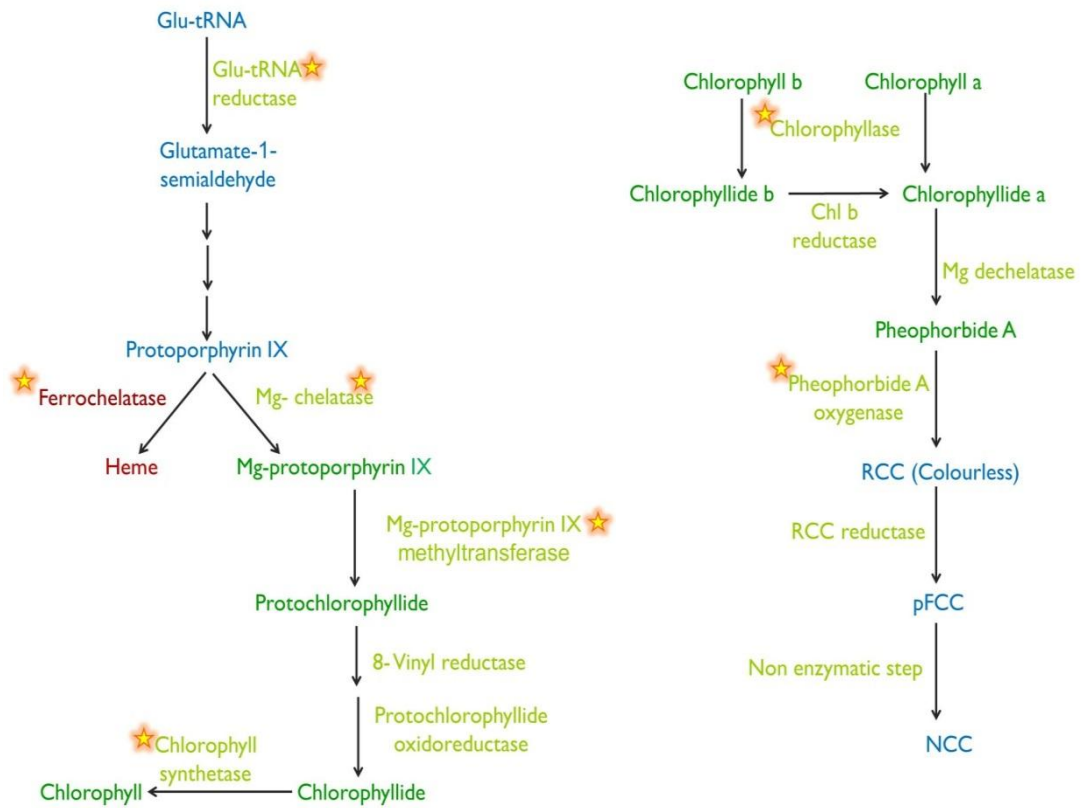 Glu-tRNA
Glu-tRNA
reductase
Glutamate-1-
semialdehyde
Protoporphyrin IX
Ferrochelatase
Mg- chelatase
Heme
Mg-protoporphyrin IX
Mg-protoporphyrin IX
methyltransferase
Protochlorophyllide
8- Vinyl reductase
Protochlorophyllide
oxidoreductase
Chlorophyll
synthetase
Chlorophyll
Chlorophyllide
Chlorophyll b
Chlorophyll a
Chlorophyllase
Chlorophyllide b
Chlorophyllide a
Chl b
reductase
Mg dechelatase
Pheophorbide A
Pheophorbide A
oxygenase
RCC (Colourless)
RCC reductase
pFCC
Non enzymatic step
NCC